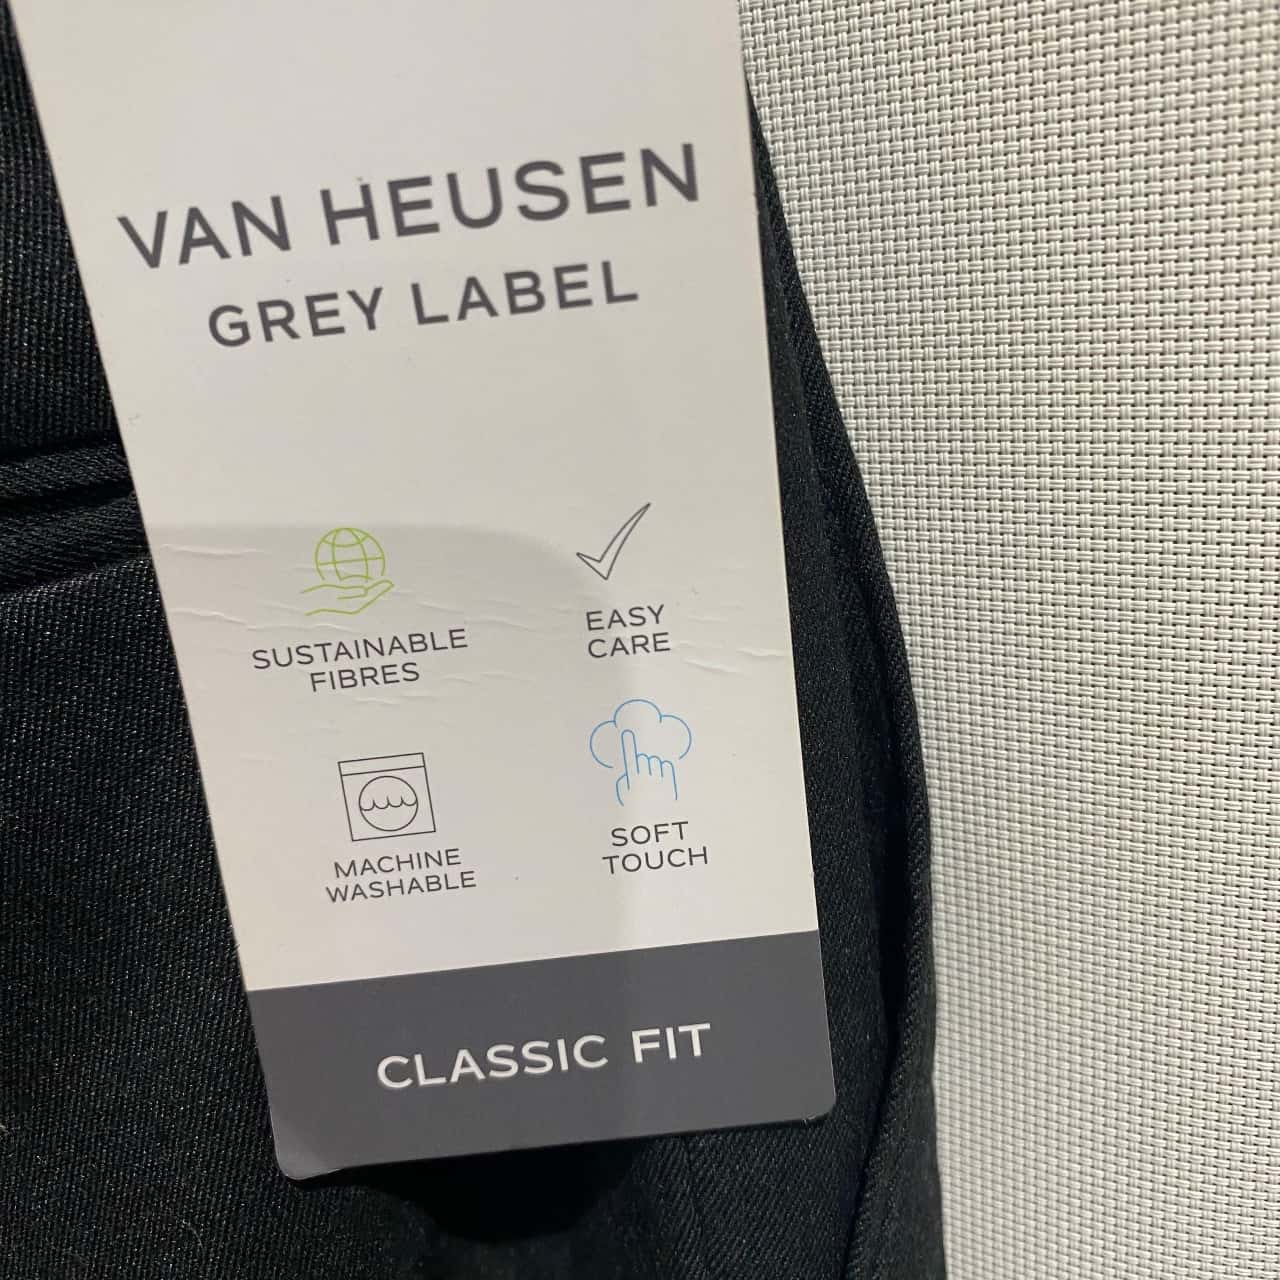 VAN HEUSEN
GREY LABEL
SUSTAINABLE
FIBRES
EASY
CARE
MACHINE
WASHABLE
SOFT
TOUCH
CLASSIC FIT